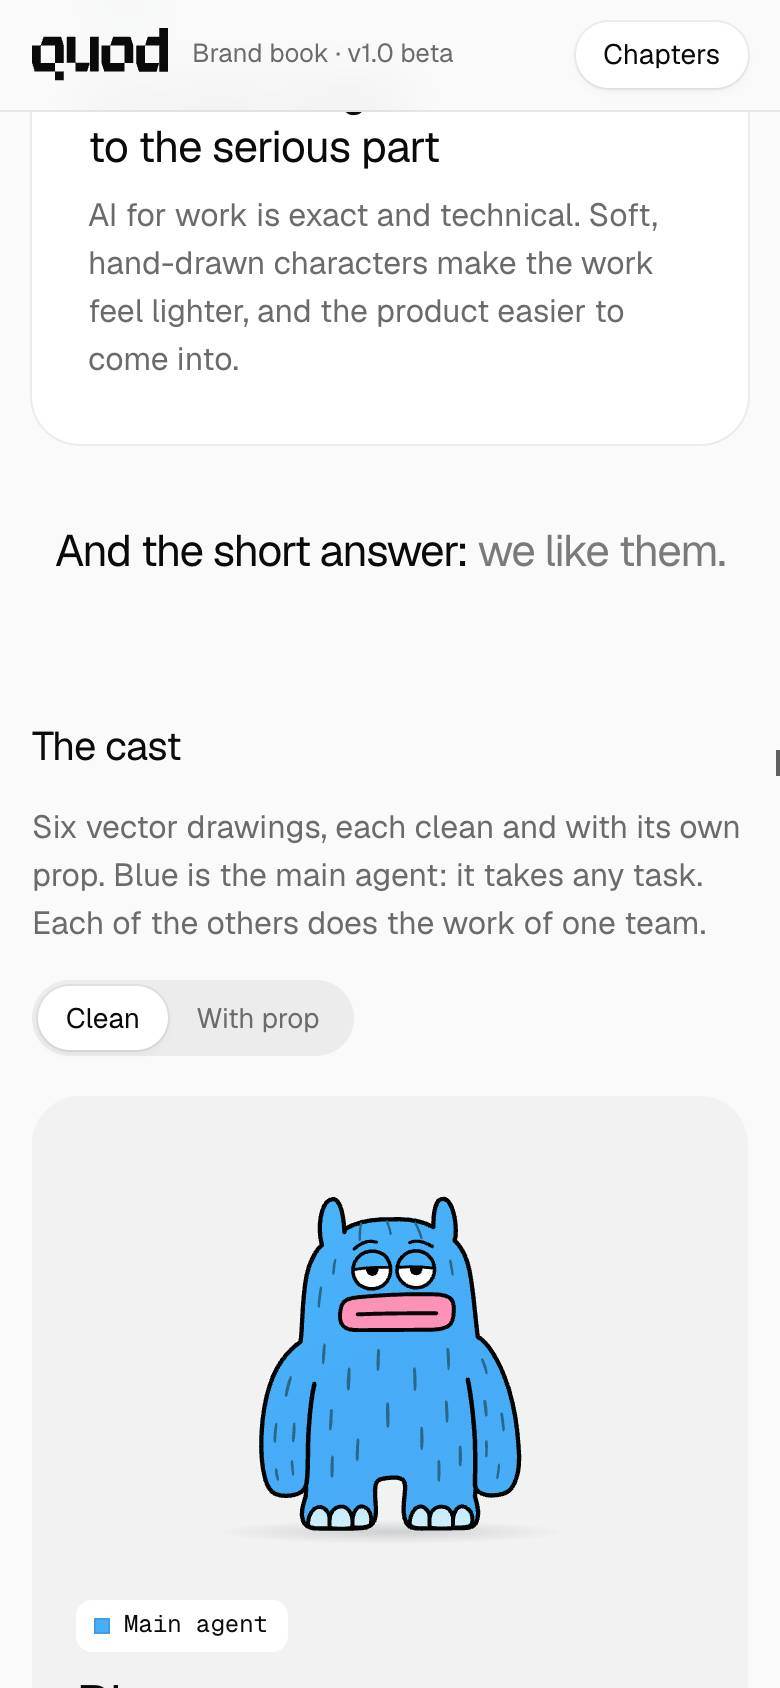 quod
Brand book · v1.0 beta
Chapters
to the serious part
AI for work is exact and technical. Soft,
hand-drawn characters make the work
feel lighter, and the product easier to
come into.
And the short answer: we like them.
The cast
Six vector drawings, each clean and with its own
prop. Blue is the main agent: it takes any task.
Each of the others does the work of one team.
Clean
With prop
Main agent